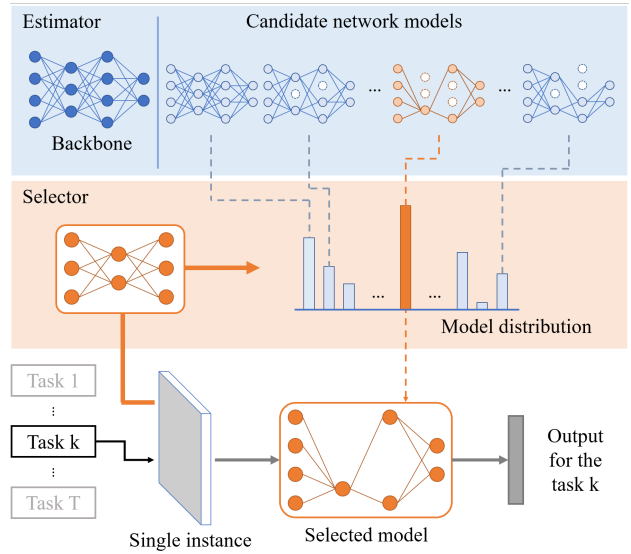 Estimator
Candidate network models
Backbone
...
...
Selector
...
...
Model distribution
Task 1
...
Task k
...
Task T
Single instance
Selected model
Output
for the
task k